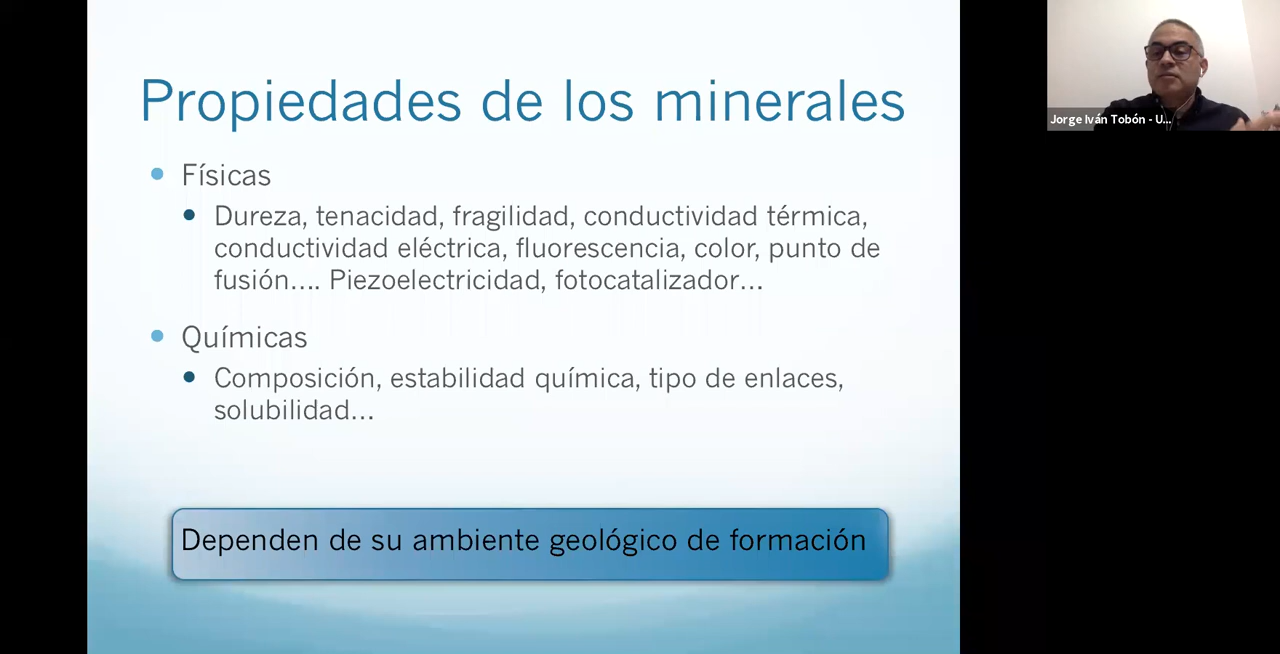 Propiedades de los minerales
Físicas
Dureza, tenacidad, fragilidad, conductividad térmica,
conductividad eléctrica, fluorescencia, color, punto de
fusión.... Piezoelectricidad, fotocatalizador...
Químicas
Composición, estabilidad química, tipo de enlaces,
solubilidad...
Dependen de su ambiente geológico de formación
Jorge Iván Tobón - U...